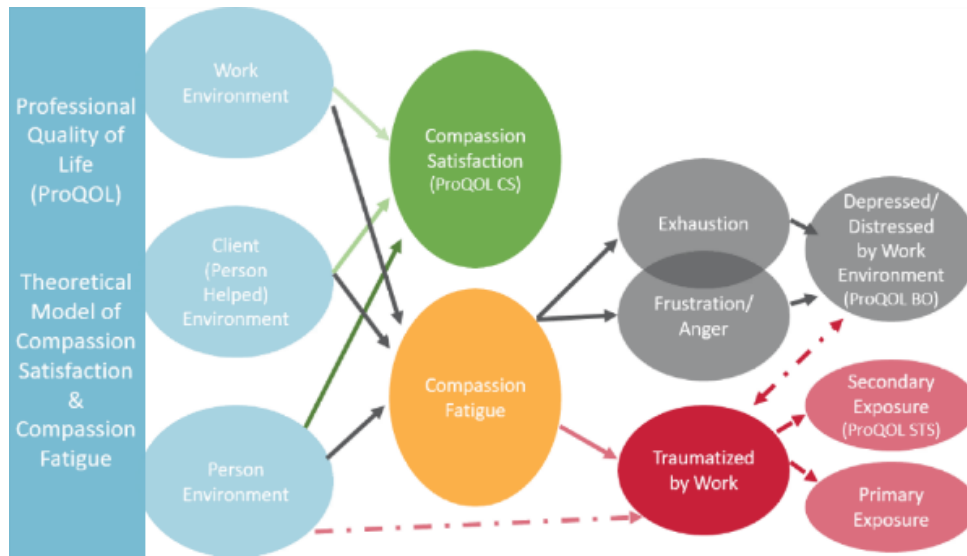 Professional
Quality of
Life
(ProQOL)
Theoretical
Model of
Compassion
Satisfaction
&
Compassion
Fatigue
Work
Environment
Client
(Person
Helped)
Environment
Person
Environment
Compassion
Satisfaction
(ProQOL CS)
Compassion
Fatigue
Exhaustion
Frustration/
Anger
Traumatized
by Work
Depressed/
Distressed
by Work
Environment
(ProQOL BO)
Secondary
Exposure
(ProQOL STS)
Primary
Exposure